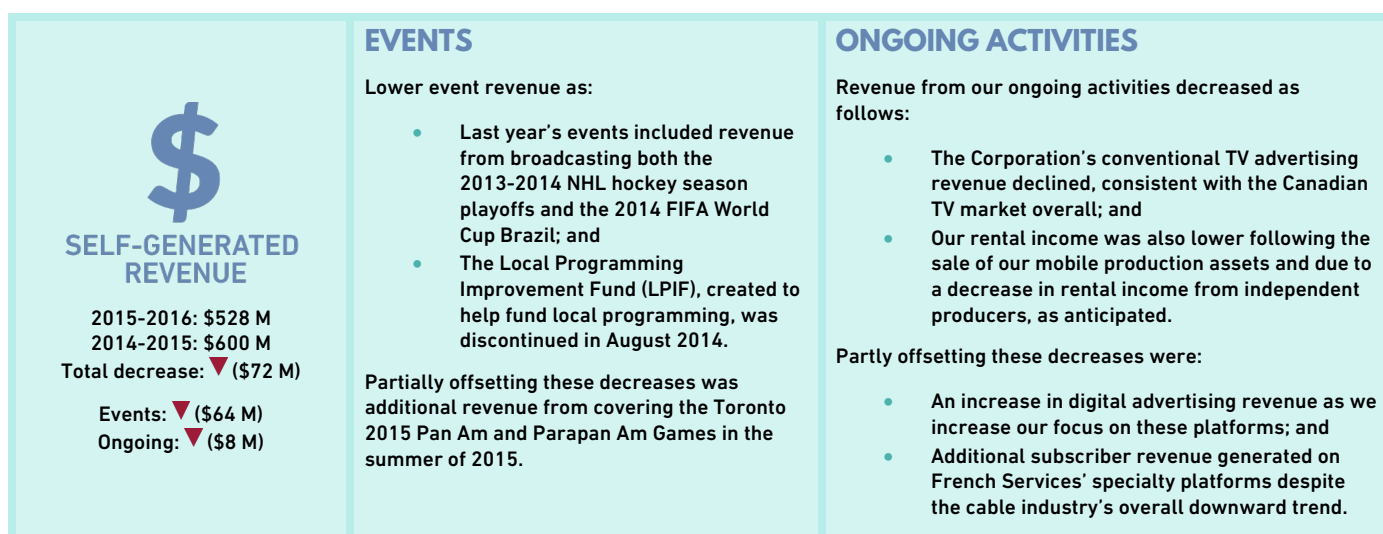 $
SELF-GENERATED
REVENUE
2015-2016: $528 M
2014-2015: $600 M
Total decrease: ▼ ($72 M)
Events: ▼ ($64 M)
Ongoing: ▼ ($8 M)
EVENTS
Lower event revenue as:
• Last year’s events included revenue
from broadcasting both the
2013-2014 NHL hockey season
playoffs and the 2014 FIFA World
Cup Brazil; and
• The Local Programming
Improvement Fund (LPIF), created to
help fund local programming, was
discontinued in August 2014.
Partially offsetting these decreases was
additional revenue from covering the Toronto
2015 Pan Am and Parapan Am Games in the
summer of 2015.
ONGOING ACTIVITIES
Revenue from our ongoing activities decreased as
follows:
• The Corporation’s conventional TV advertising
revenue declined, consistent with the Canadian
TV market overall; and
• Our rental income was also lower following the
sale of our mobile production assets and due to
a decrease in rental income from independent
producers, as anticipated.
Partly offsetting these decreases were:
• An increase in digital advertising revenue as we
increase our focus on these platforms; and
• Additional subscriber revenue generated on
French Services’ specialty platforms despite
the cable industry’s overall downward trend.